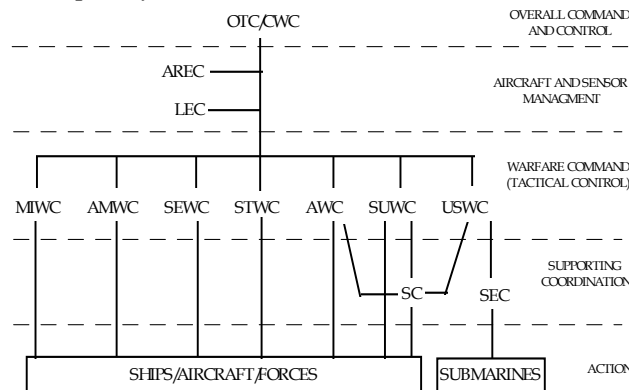 OTC/CWC
OVERALL COMMAND
AND CONTROL
AREC
AIRCRAFT AND SENSOR
MANAGMENT
LEC
WARFARE COMMAND
(TACTICAL CONTROL)
MIWC AMWC SEWC STWC AWC SUWC USWC
SUPPORTING
COORDINATION
SC SEC
SHIPS/AIRCRAFT/FORCES SUBMARINES ACTION